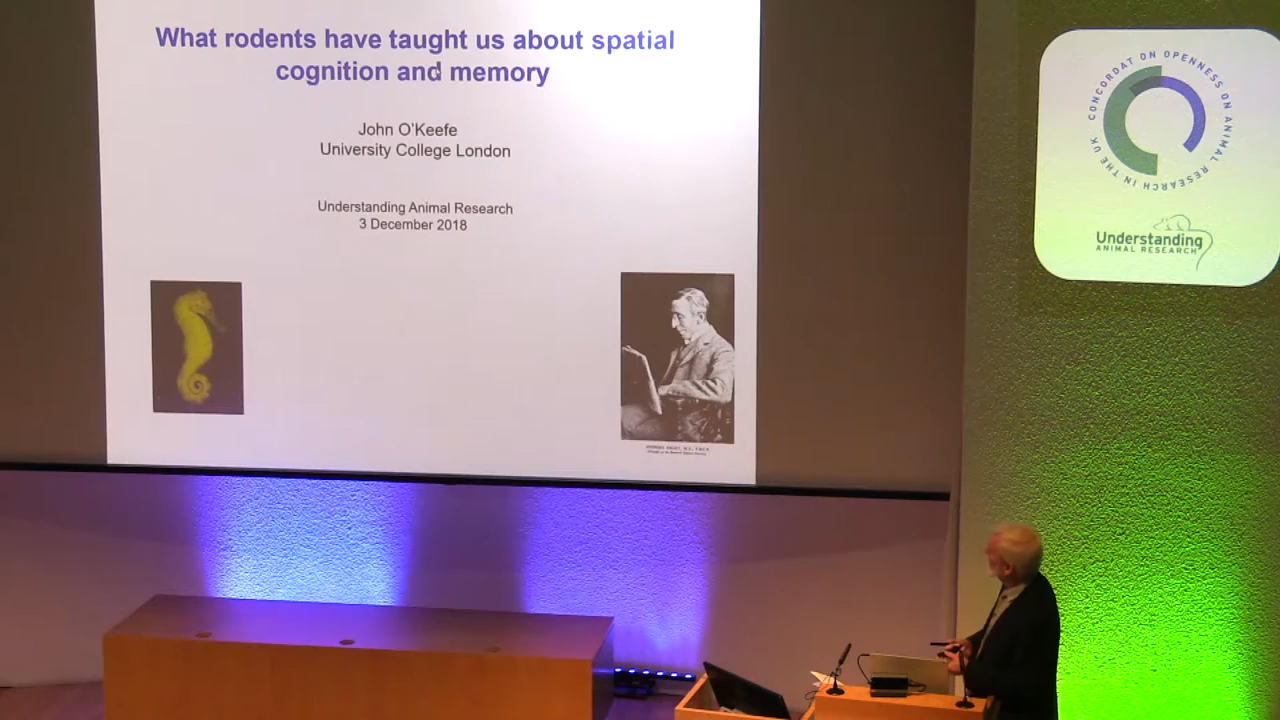 What rodents have taught us about spatial
cognition and memory
John O'Keefe
University College London
Understanding Animal Research
3 December 2018
CONCORDAT ON OPENNESS ON ANIMAL RESEARCH IN THE UK
Understanding
ANIMAL RESEARCH